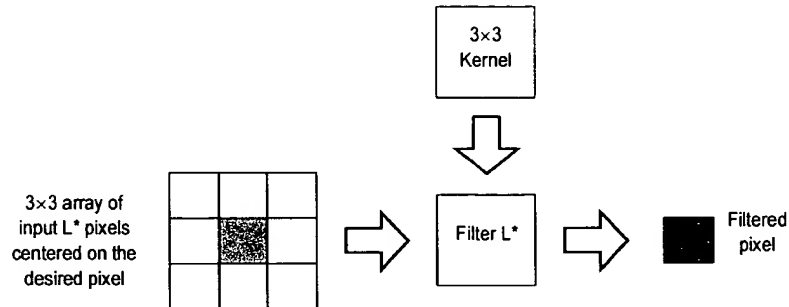 3×3
Kernel
3×3 array of
input L* pixels
centered on the
desired pixel
Filter L*
Filtered
pixel